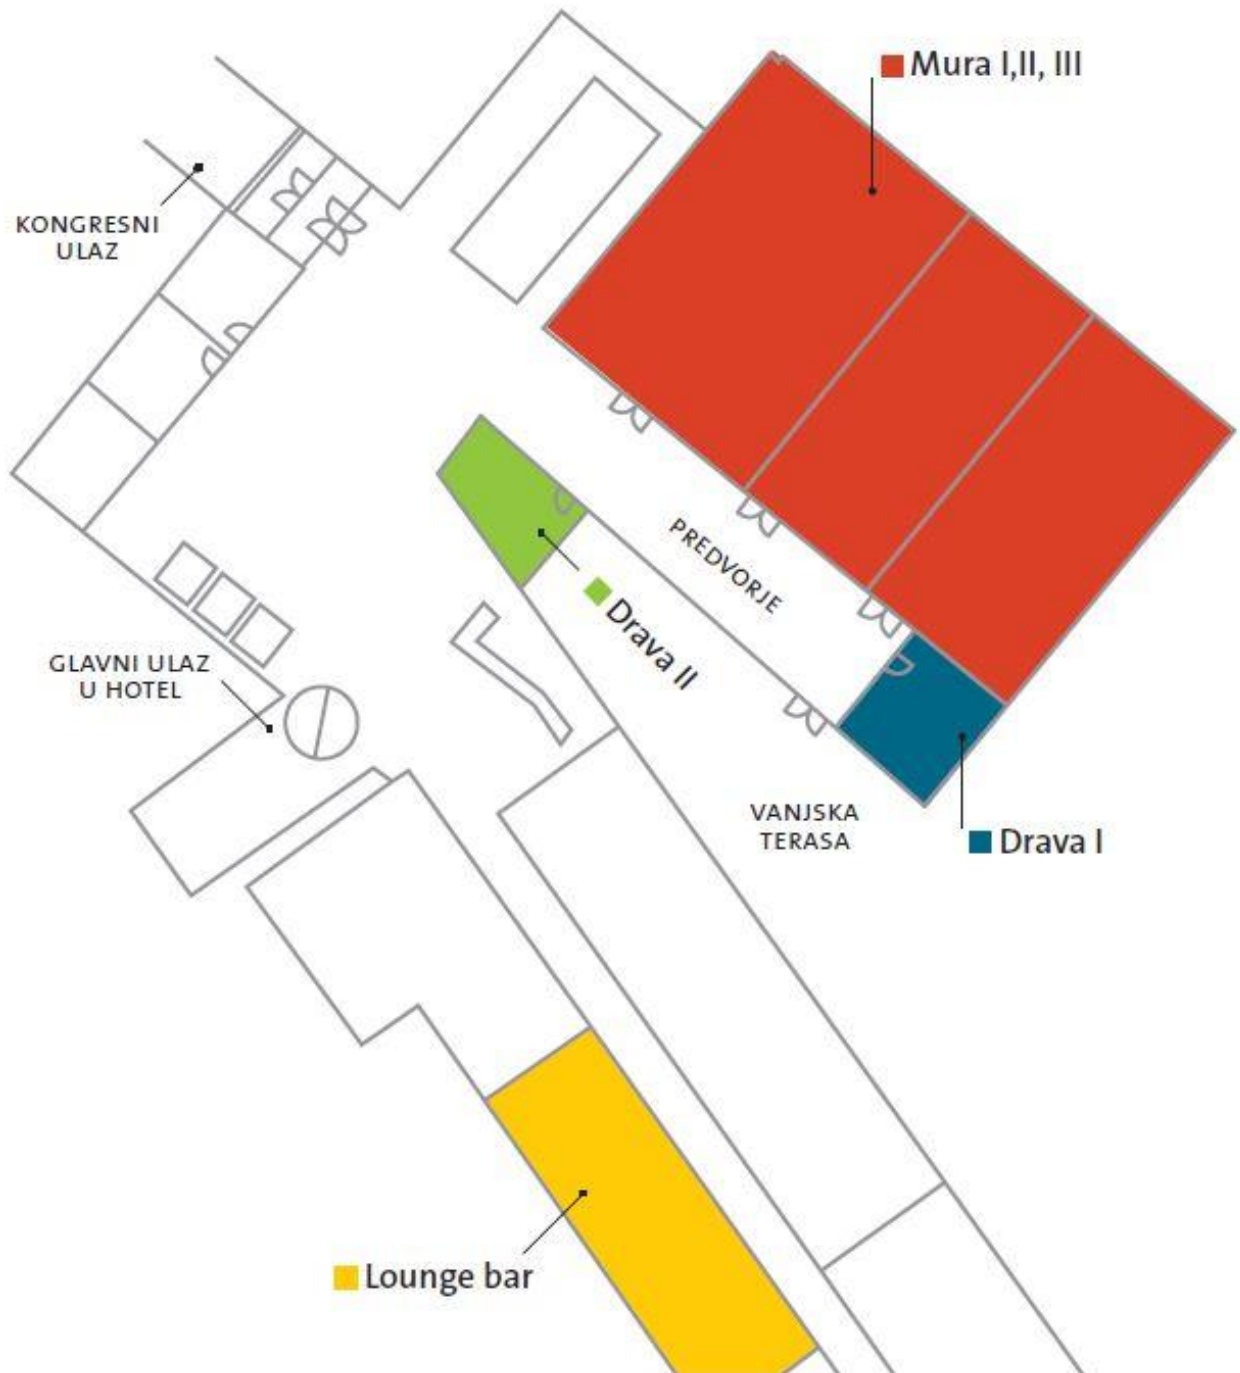 Mura I,II, III
KONGRESNI
ULAZ
PREDVORJE
Drava II
GLAVNI ULAZ
U HOTEL
VANJSKA
TERASA
Drava I
Lounge bar